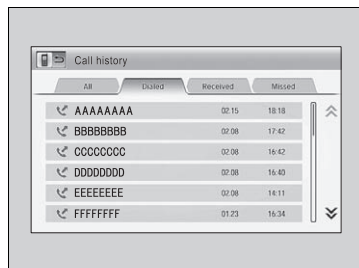 Call history
All Dialed Received Missed
AAAAAAAA 02.15 18:18
BBBBBBBB 02.08 17:42
CCCCCCCC 02.08 16:42
DDDDDDDD 02.08 16:40
EEEEEEEE 02.08 14:11
FFFFFFFF 01.23 16:34